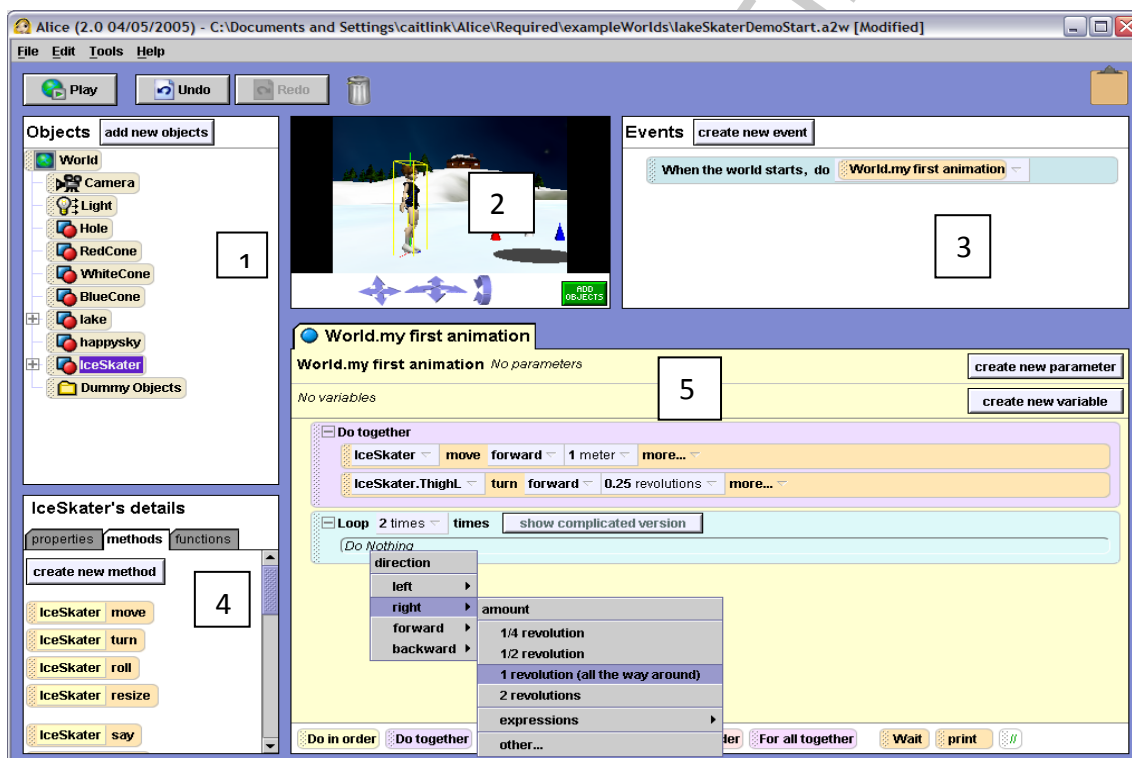 Alice (2.0 04/05/2005) - C:\Documents and Settings\caitlink\Alice\Required\exampleWorlds\lakeSkaterDemoStart.a2w [Modified]
File Edit Tools Help
Play Undo Redo
Objects add new objects
World
Camera
Light
Hole
RedCone
WhiteCone
BlueCone
lake
happysky
IceSkater
Dummy Objects
1
2
ADD OBJECTS
Events create new event
When the world starts, do World.my first animation
3
IceSkater's details
properties methods functions
create new method
4
IceSkater move
IceSkater turn
IceSkater roll
IceSkater resize
IceSkater say
World.my first animation
World.my first animation No parameters
create new parameter
5
No variables
create new variable
Do together
IceSkater move forward 1 meter more...
IceSkater.ThighL turn forward 0.25 revolutions more...
Loop 2 times times show complicated version
Do Nothing
direction
left
right
forward
backward
amount
1/4 revolution
1/2 revolution
1 revolution (all the way around)
2 revolutions
expressions
other...
Do in order Do together For all together Wait print //